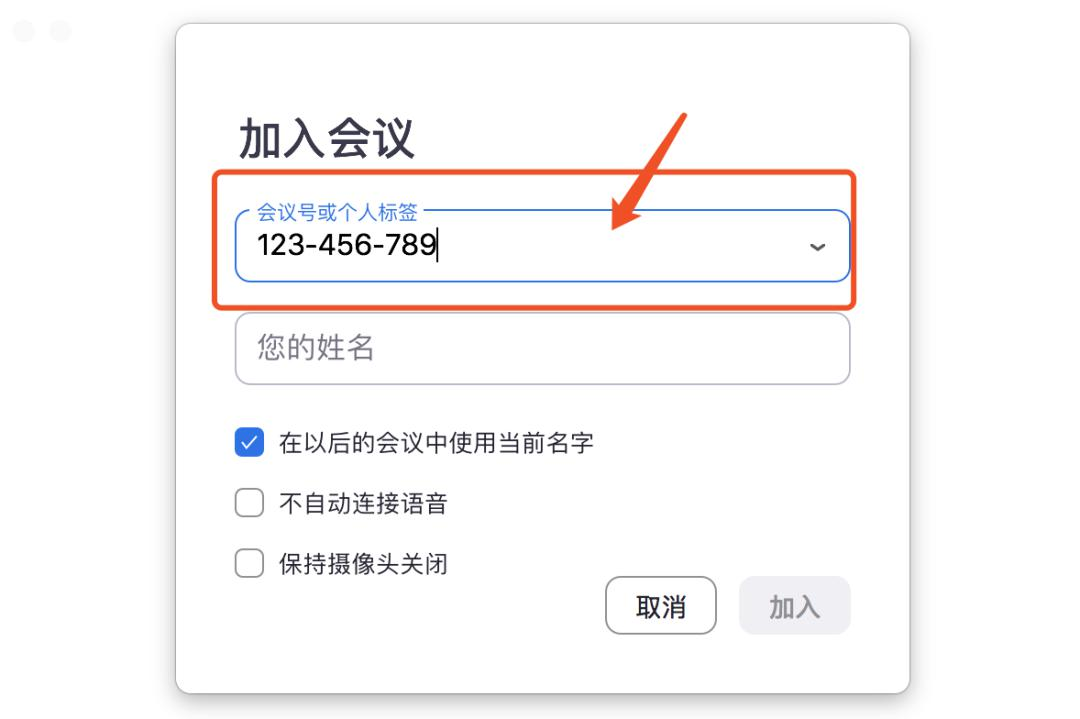 加入会议
会议号或个人标签
123-456-789
您的姓名
在以后的会议中使用当前名字
不自动连接语音
保持摄像头关闭
取消
加入